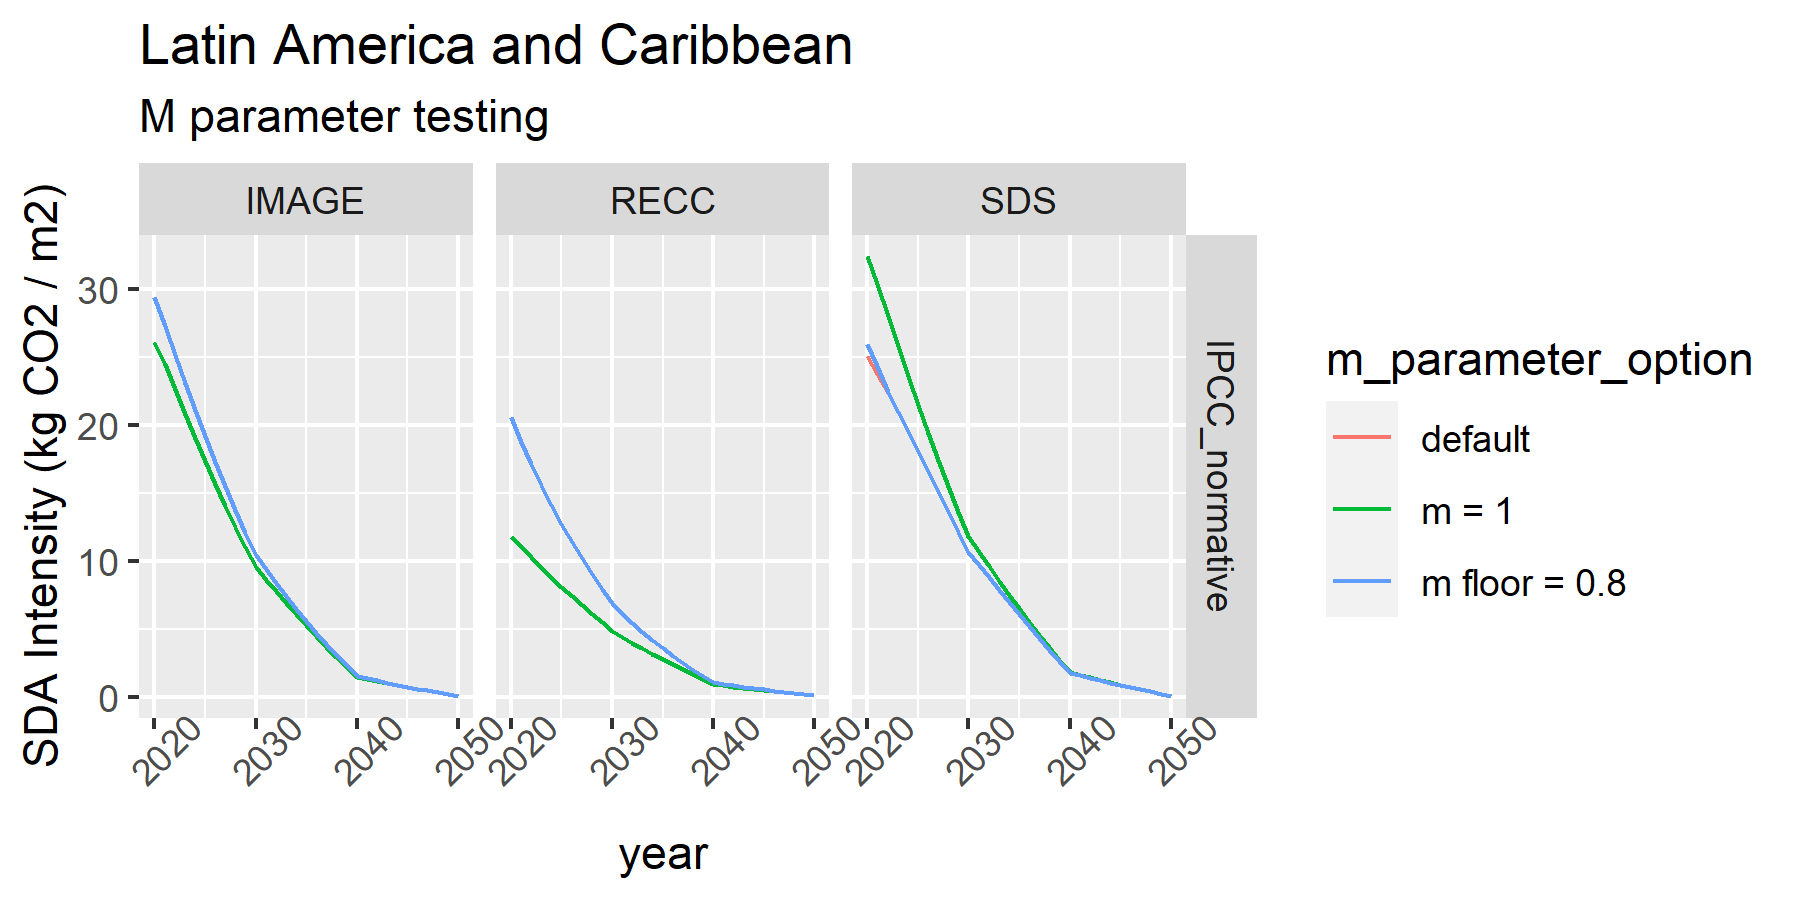 Latin America and Caribbean
M parameter testing
IMAGE
RECC
SDS
IPCC_normative
SDA Intensity (kg CO2 / m2)
30
20
10
0
2020
2030
2040
2050
2020
2030
2040
2050
2020
2030
2040
2050
year
m_parameter_option
default
m = 1
m floor = 0.8